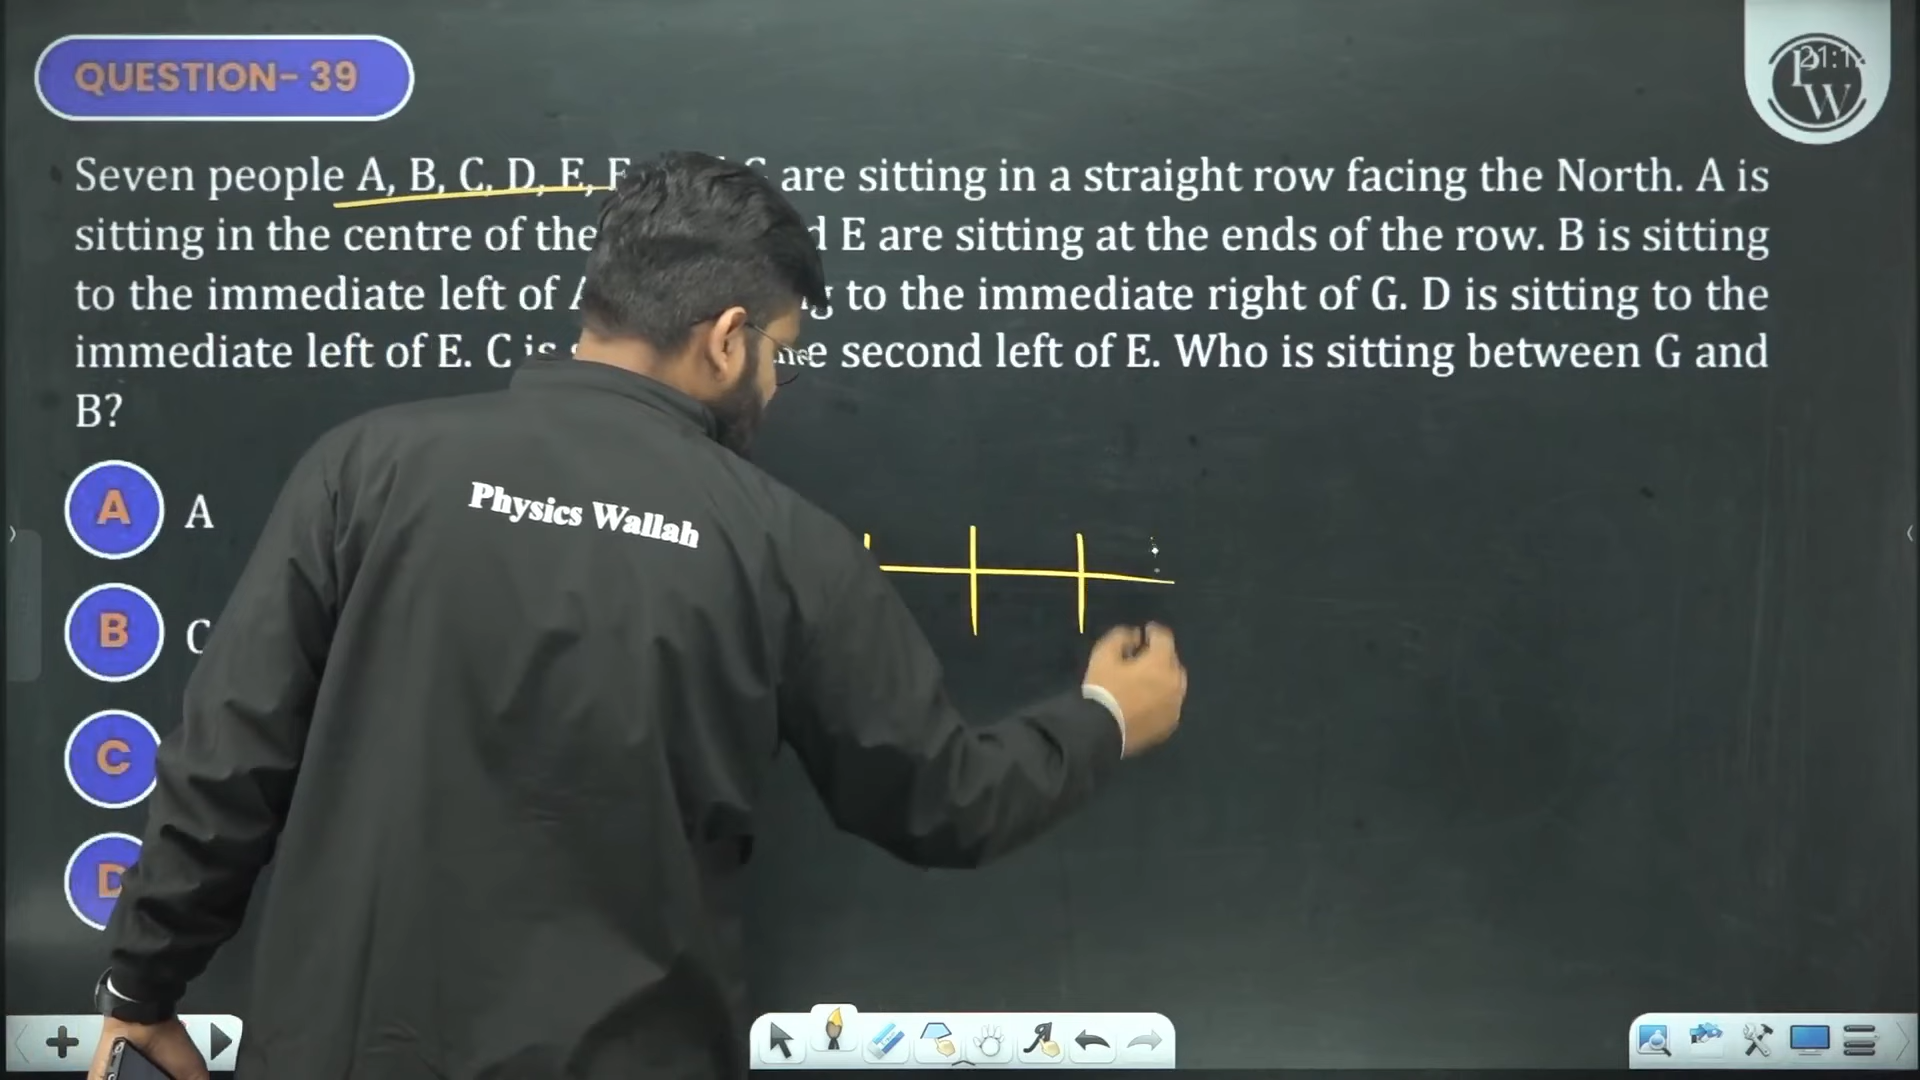 QUESTION- 39
21:1
PW
Seven people A, B, C, D, E, F are sitting in a straight row facing the North. A is
sitting in the centre of the E are sitting at the ends of the row. B is sitting
to the immediate left of to the immediate right of G. D is sitting to the
immediate left of E. C is second left of E. Who is sitting between G and
B?
A A
B C
C
D
Physics Wallah